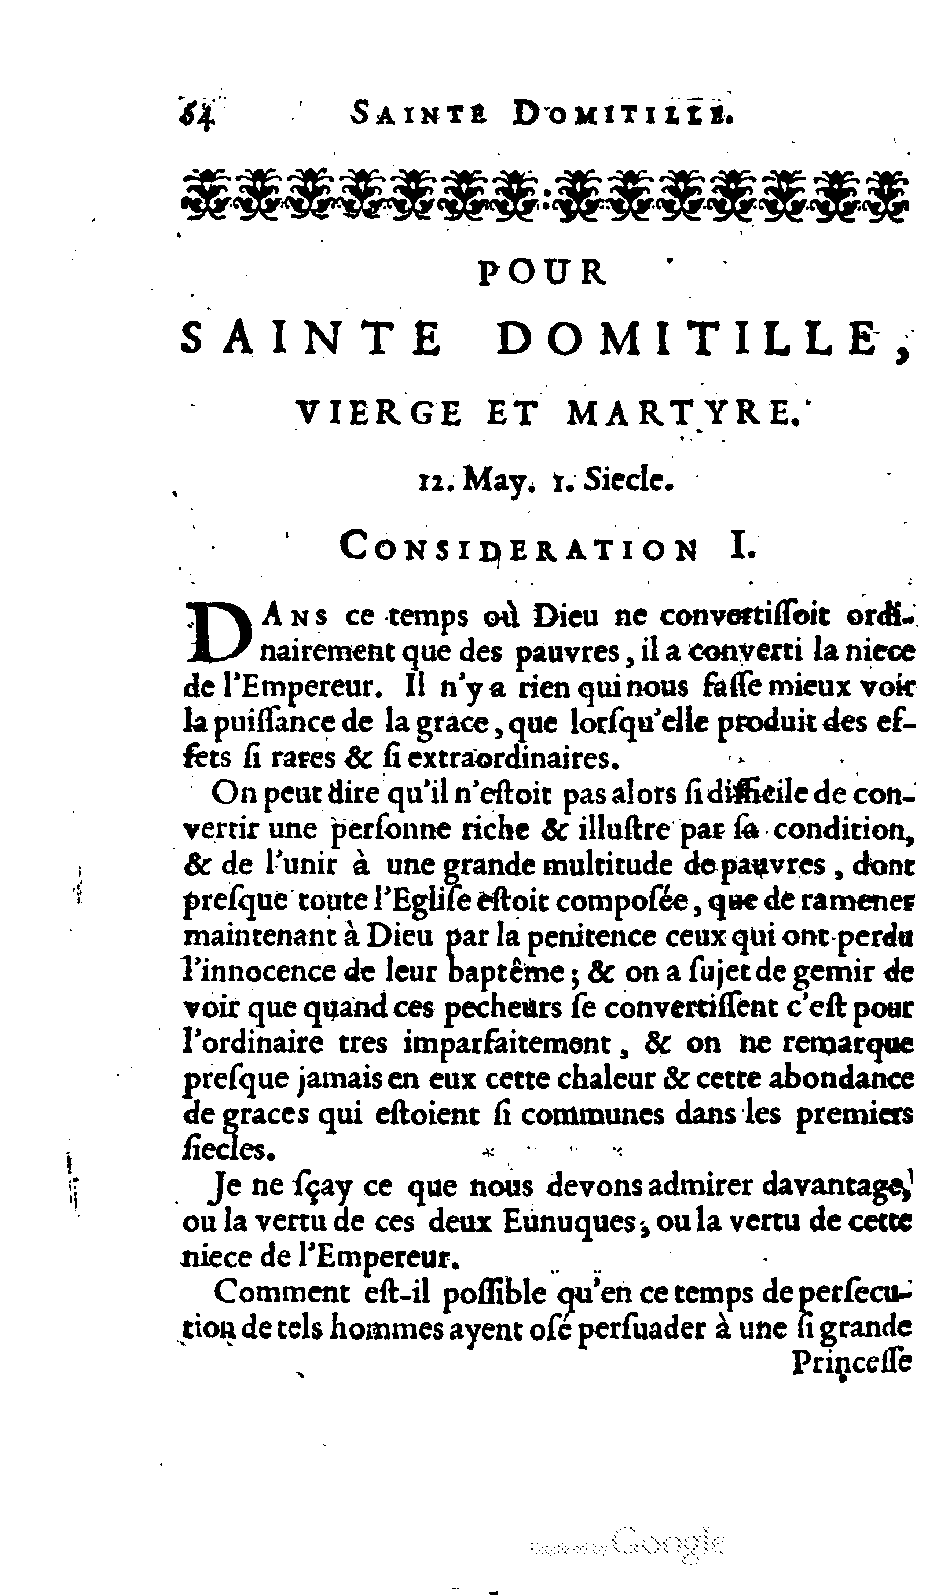 64 SAINTE DOMITILLE.
POUR
SAINTE DOMITILLE,
VIERGE ET MARTYRE.
12. May. 1. Siecle.
CONSIDERATION I.
DANS ce temps où Dieu ne convertiſſoit ordi-
nairement que des pauvres, il a converti la niece
de l'Empereur. Il n'y a rien qui nous faſſe mieux voir
la puiſſance de la grace, que lorſqu'elle produit des ef-
fets ſi rares & ſi extraordinaires.
On peut dire qu'il n'eſtoit pas alors ſi difficile de con-
vertir une perſonne riche & illuſtre par ſa condition,
& de l'unir à une grande multitude de pauvres, dont
preſque toute l'Egliſe eſtoit compoſée, que de ramener
maintenant à Dieu par la penitence ceux qui ont perdu
l'innocence de leur baptême; & on a ſujet de gemir de
voir que quand ces pecheurs ſe convertiſſent c'eſt pour
l'ordinaire tres imparfaitement, & on ne remarque
preſque jamais en eux cette chaleur & cette abondance
de graces qui eſtoient ſi communes dans les premiers
ſiecles.
Je ne ſçay ce que nous devons admirer davantage,
ou la vertu de ces deux Eunuques, ou la vertu de cette
niece de l'Empereur.
Comment eſt-il poſſible qu'en ce temps de perſecu-
tion de tels hommes ayent oſé perſuader à une ſi grande
Princeſſe
Google